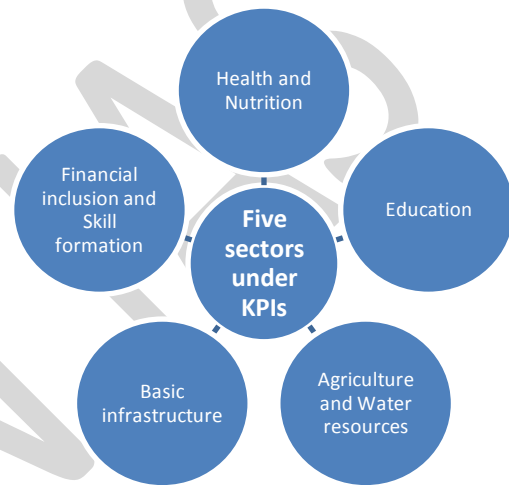 Health and
Nutrition
Education
Agriculture
and Water
resources
Basic
infrastructure
Financial
inclusion and
Skill
formation
Five
sectors
under
KPIs